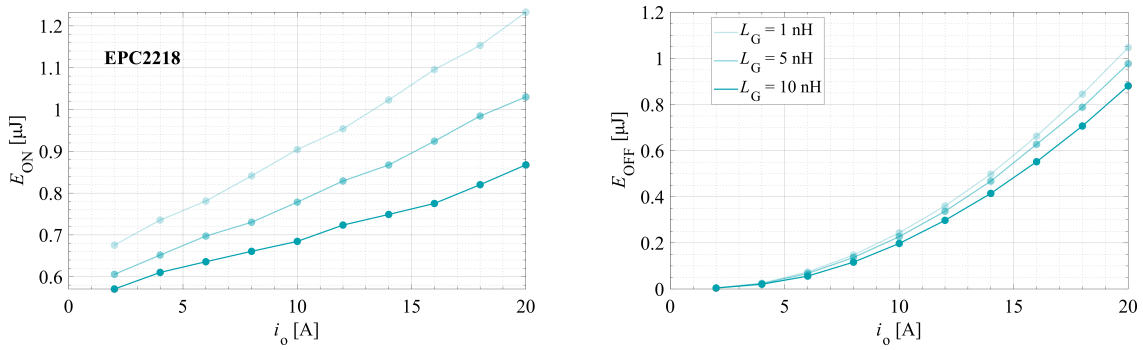 EPC2218
E_ON [µJ]
1.2
1.1
1
0.9
0.8
0.7
0.6
0 5 10 15 20
i_o [A]
L_G = 1 nH
L_G = 5 nH
L_G = 10 nH
E_OFF [µJ]
1.2
1
0.8
0.6
0.4
0.2
0
0 5 10 15 20
i_o [A]